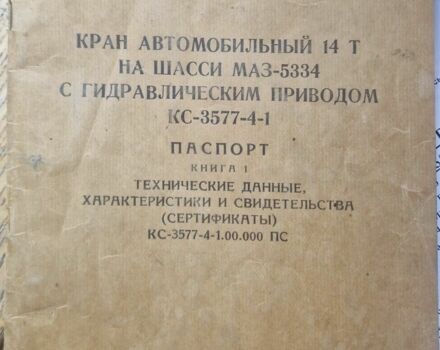 КРАН АВТОМОБИЛЬНЫЙ 14 Т
НА ШАССИ МАЗ-5334
С ГИДРАВЛИЧЕСКИМ ПРИВОДОМ
КС-3577-4-1
ПАСПОРТ
КНИГА 1
ТЕХНИЧЕСКИЕ ДАННЫЕ,
ХАРАКТЕРИСТИКИ И СВИДЕТЕЛЬСТВА
(СЕРТИФИКАТЫ)
КС-3577-4-1.00.000 ПС